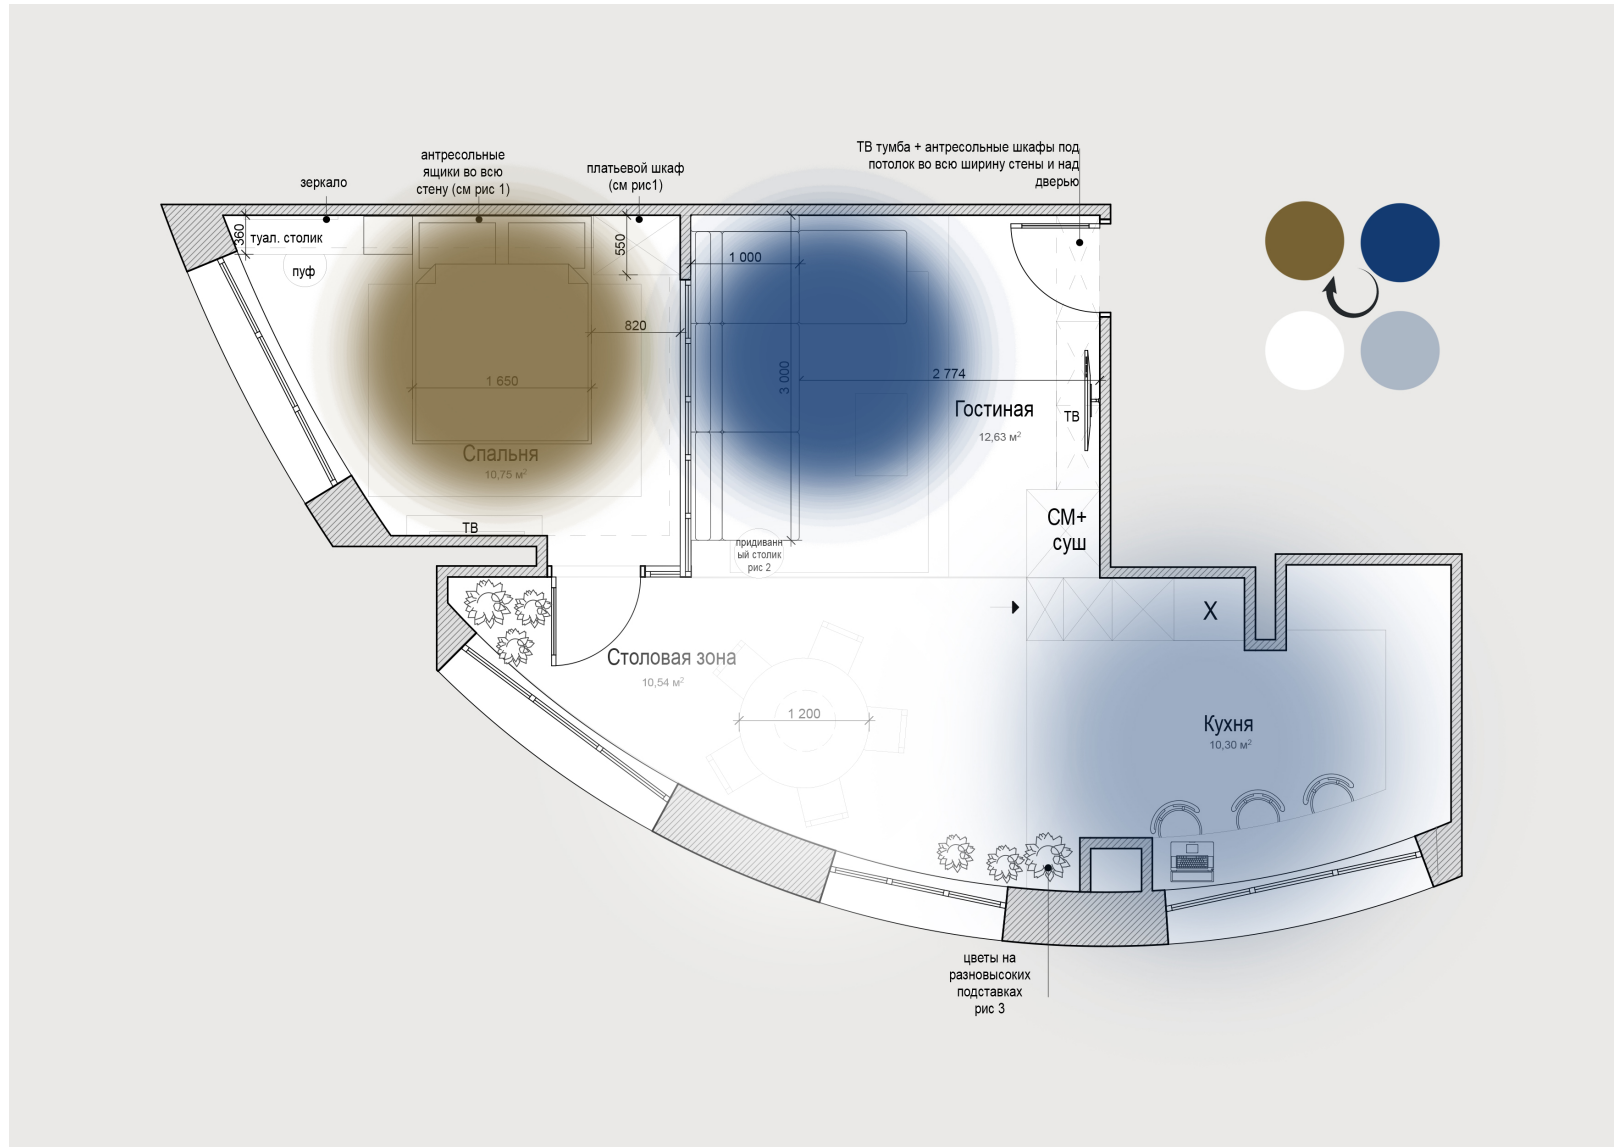 ТВ тумба + антресольные шкафы под
потолок во всю ширину стены и над
дверью
антресольные
ящики во всю
стену (см рис 1)
платьевой шкаф
(см рис1)
зеркало
360
туал. столик
пуф
550
1 000
820
1 650
3 000
2 774
Гостиная
12,63 м²
ТВ
Спальня
10,75 м²
ТВ
СМ+
суш
придиванн
ый столик
рис 2
X
Столовая зона
10,54 м²
1 200
Кухня
10,30 м²
цветы на
разновысоких
подставках
рис 3